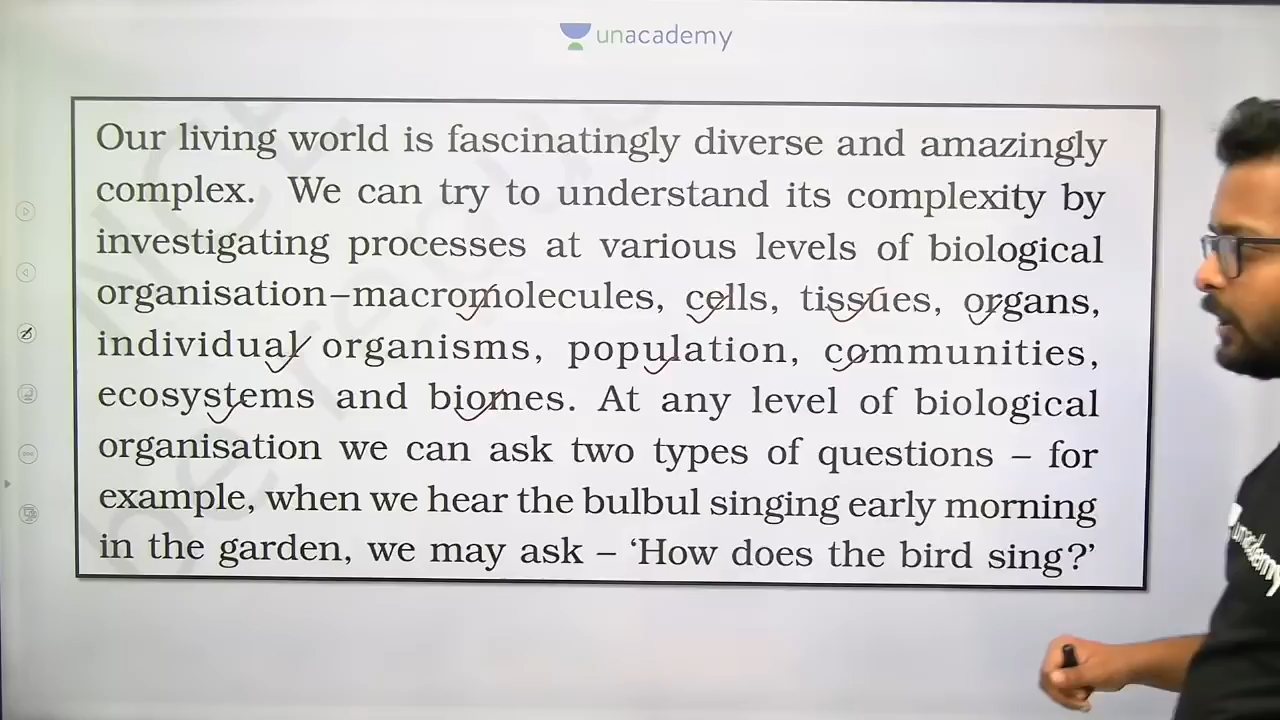 unacademy
Our living world is fascinatingly diverse and amazingly
complex. We can try to understand its complexity by
investigating processes at various levels of biological
organisation–macromolecules, cells, tissues, organs,
individual organisms, population, communities,
ecosystems and biomes. At any level of biological
organisation we can ask two types of questions – for
example, when we hear the bulbul singing early morning
in the garden, we may ask – ‘How does the bird sing?’
unacademy